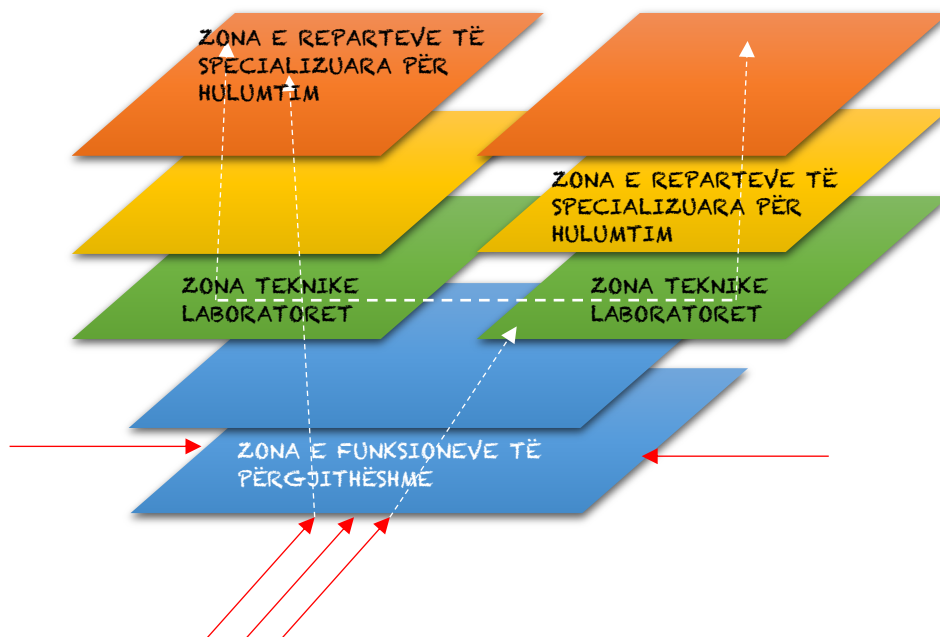 ZONA E REPARTEVE TË
SPECIALIZUARA PËR
HULUMTIM
ZONA E REPARTEVE TË
SPECIALIZUARA PËR
HULUMTIM
ZONA TEKNIKE
LABORATORET
ZONA TEKNIKE
LABORATORET
ZONA E FUNKSIONEVE TË
PËRGJITHËSHME